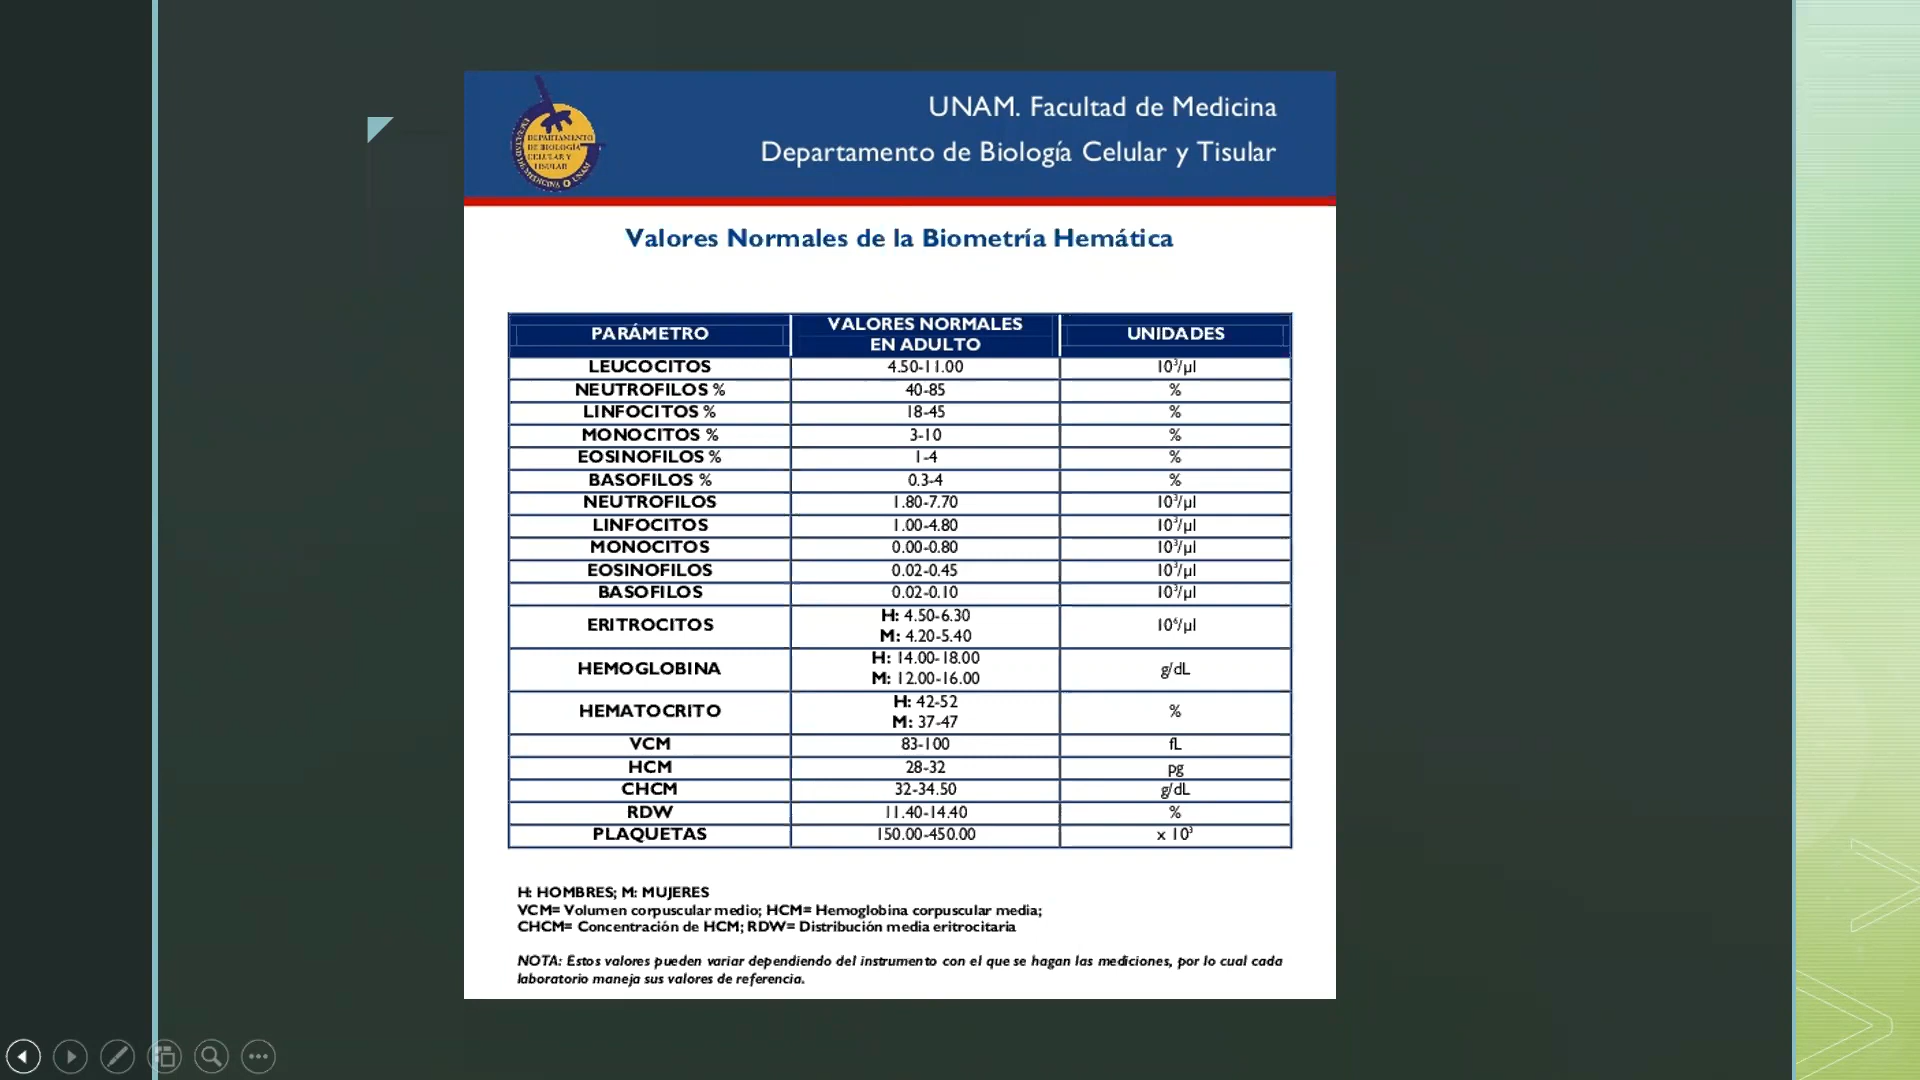 UNAM. Facultad de Medicina
Departamento de Biología Celular y Tisular
DEPARTAMENTO
DE BIOLOGÍA
CELULAR Y
TISULAR
FACULTAD DE MEDICINA UNAM
Valores Normales de la Biometría Hemática
PARÁMETRO VALORES NORMALES EN ADULTO UNIDADES
LEUCOCITOS 4.50-11.00 10³/µl
NEUTROFILOS % 40-85 %
LINFOCITOS % 18-45 %
MONOCITOS % 3-10 %
EOSINOFILOS % 1-4 %
BASOFILOS % 0.3-4 %
NEUTROFILOS 1.80-7.70 10³/µl
LINFOCITOS 1.00-4.80 10³/µl
MONOCITOS 0.00-0.80 10³/µl
EOSINOFILOS 0.02-0.45 10³/µl
BASOFILOS 0.02-0.10 10³/µl
ERITROCITOS H: 4.50-6.30 M: 4.20-5.40 10⁶/µl
HEMOGLOBINA H: 14.00-18.00 M: 12.00-16.00 g/dL
HEMATOCRITO H: 42-52 M: 37-47 %
VCM 83-100 fL
HCM 28-32 pg
CHCM 32-34.50 g/dL
RDW 11.40-14.40 %
PLAQUETAS 150.00-450.00 x 10³
H: HOMBRES; M: MUJERES
VCM= Volumen corpuscular medio; HCM= Hemoglobina corpuscular media;
CHCM= Concentración de HCM; RDW= Distribución media eritrocitaria
NOTA: Estos valores pueden variar dependiendo del instrumento con el que se hagan las mediciones, por lo cual cada
laboratorio maneja sus valores de referencia.